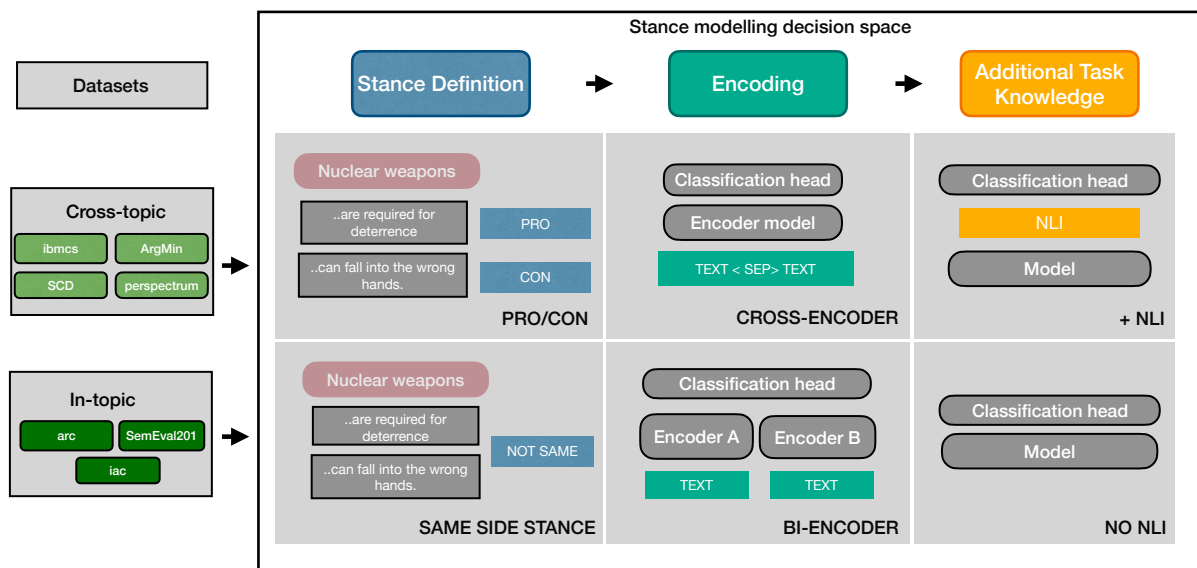 Stance modelling decision space
Datasets
Stance Definition
Encoding
Additional Task
Knowledge
Cross-topic
ibmcs
ArgMin
SCD
perspectrum
Nuclear weapons
..are required for
deterrence
PRO
..can fall into the wrong
hands.
CON
PRO/CON
Classification head
Encoder model
TEXT < SEP> TEXT
CROSS-ENCODER
Classification head
NLI
Model
+ NLI
In-topic
arc
SemEval201
iac
Nuclear weapons
..are required for
deterrence
..can fall into the wrong
hands.
NOT SAME
SAME SIDE STANCE
Classification head
Encoder A
Encoder B
TEXT
TEXT
BI-ENCODER
Classification head
Model
NO NLI